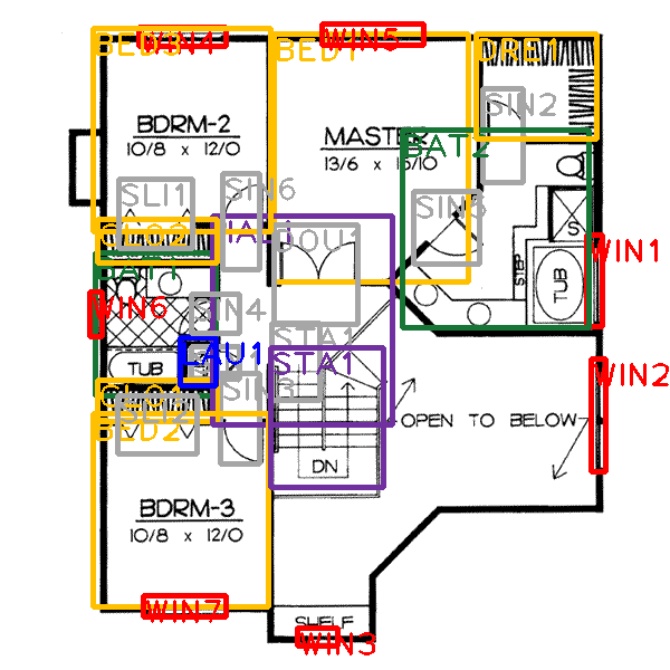 BED3
WIN4
WIN5
BED1
DRE1
SIN2
BDRM-2
10/8 x 12/0
MASTER
13/6 x 15/10
BAT2
SLI1
SIN6
SIN5
HAL1
DOU1
CLO2
BAT1
S
STEP
TUB
WIN1
WIN6
SIN4
STA1
LAU1
STA1
TUB
WIN2
SIN3
CLO1
SLI2
BED2
OPEN TO BELOW
DN
BDRM-3
10/8 x 12/0
WIN7
SHELF
WIN3